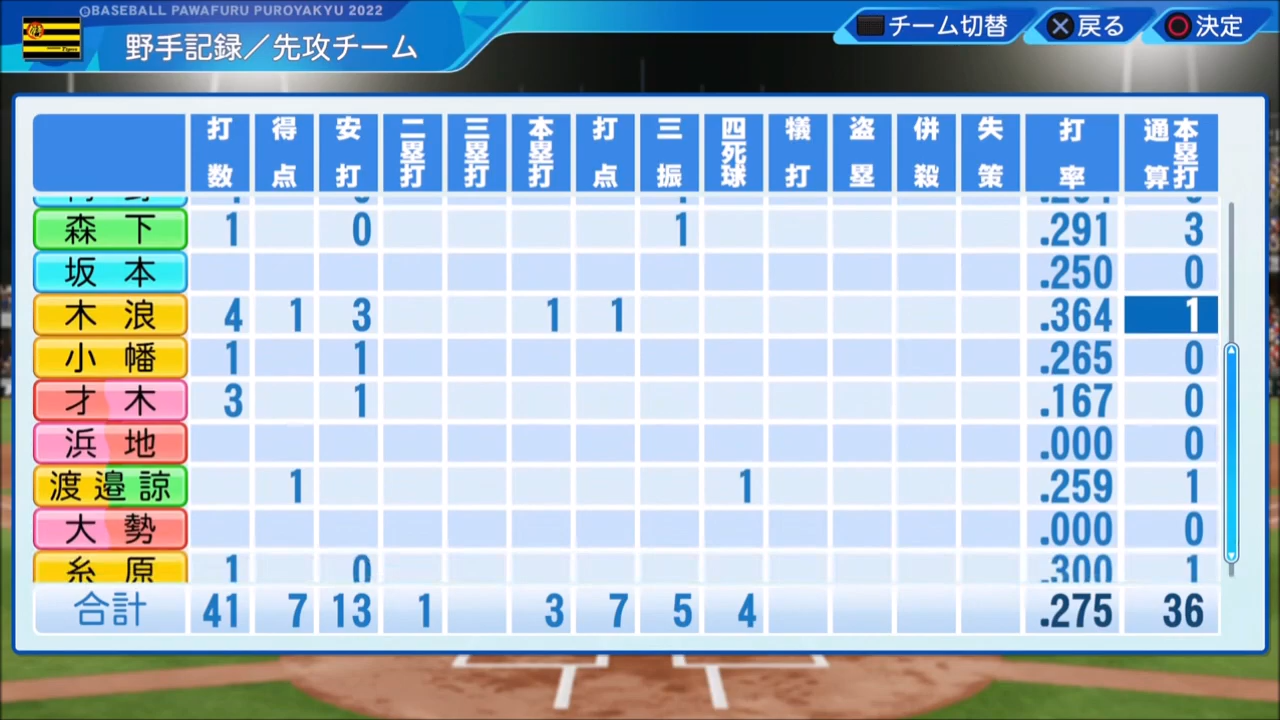 ©BASEBALL PAWAFURU PUROYAKYU 2022
野手記録／先攻チーム
チーム切替 戻る 決定
打数 得点 安打 二塁打 三塁打 本塁打 打点 三振 四死球 犠打 盗塁 併殺 失策 打率 通算本塁打
森下 1 0 1 .291 3
坂本 .250 0
木浪 4 1 3 1 1 .364 1
小幡 1 1 .265 0
才木 3 1 .167 0
浜地 .000 0
渡邉諒 1 1 .259 1
大勢 .000 0
糸原 1 0 .300 1
合計 41 7 13 1 3 7 5 4 .275 36